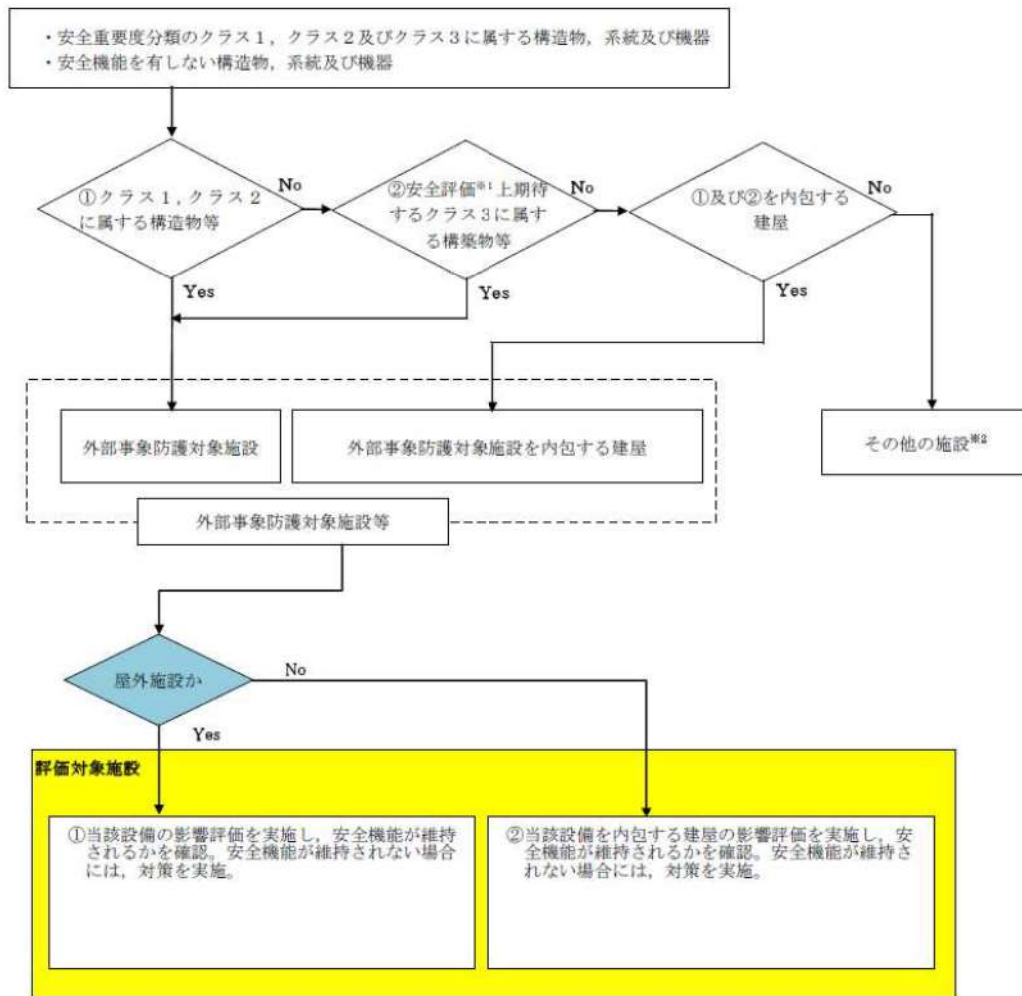 ・安全重要度分類のクラス１，クラス２及びクラス３に属する構造物，系統及び機器
・安全機能を有しない構造物，系統及び機器
①クラス１，クラス２
に属する構造物等
No
②安全評価※１上期待
するクラス３に属す
る構築物等
No
①及び②を内包する
建屋
No
Yes
Yes
Yes
外部事象防護対象施設
外部事象防護対象施設を内包する建屋
その他の施設※2
外部事象防護対象施設等
屋外施設か
No
Yes
評価対象施設
①当該設備の影響評価を実施し，安全機能が維持
されるかを確認。安全機能が維持されない場合
には，対策を実施。
②当該設備を内包する建屋の影響評価を実施し，安
全機能が維持されるかを確認。安全機能が維持さ
れない場合には，対策を実施。